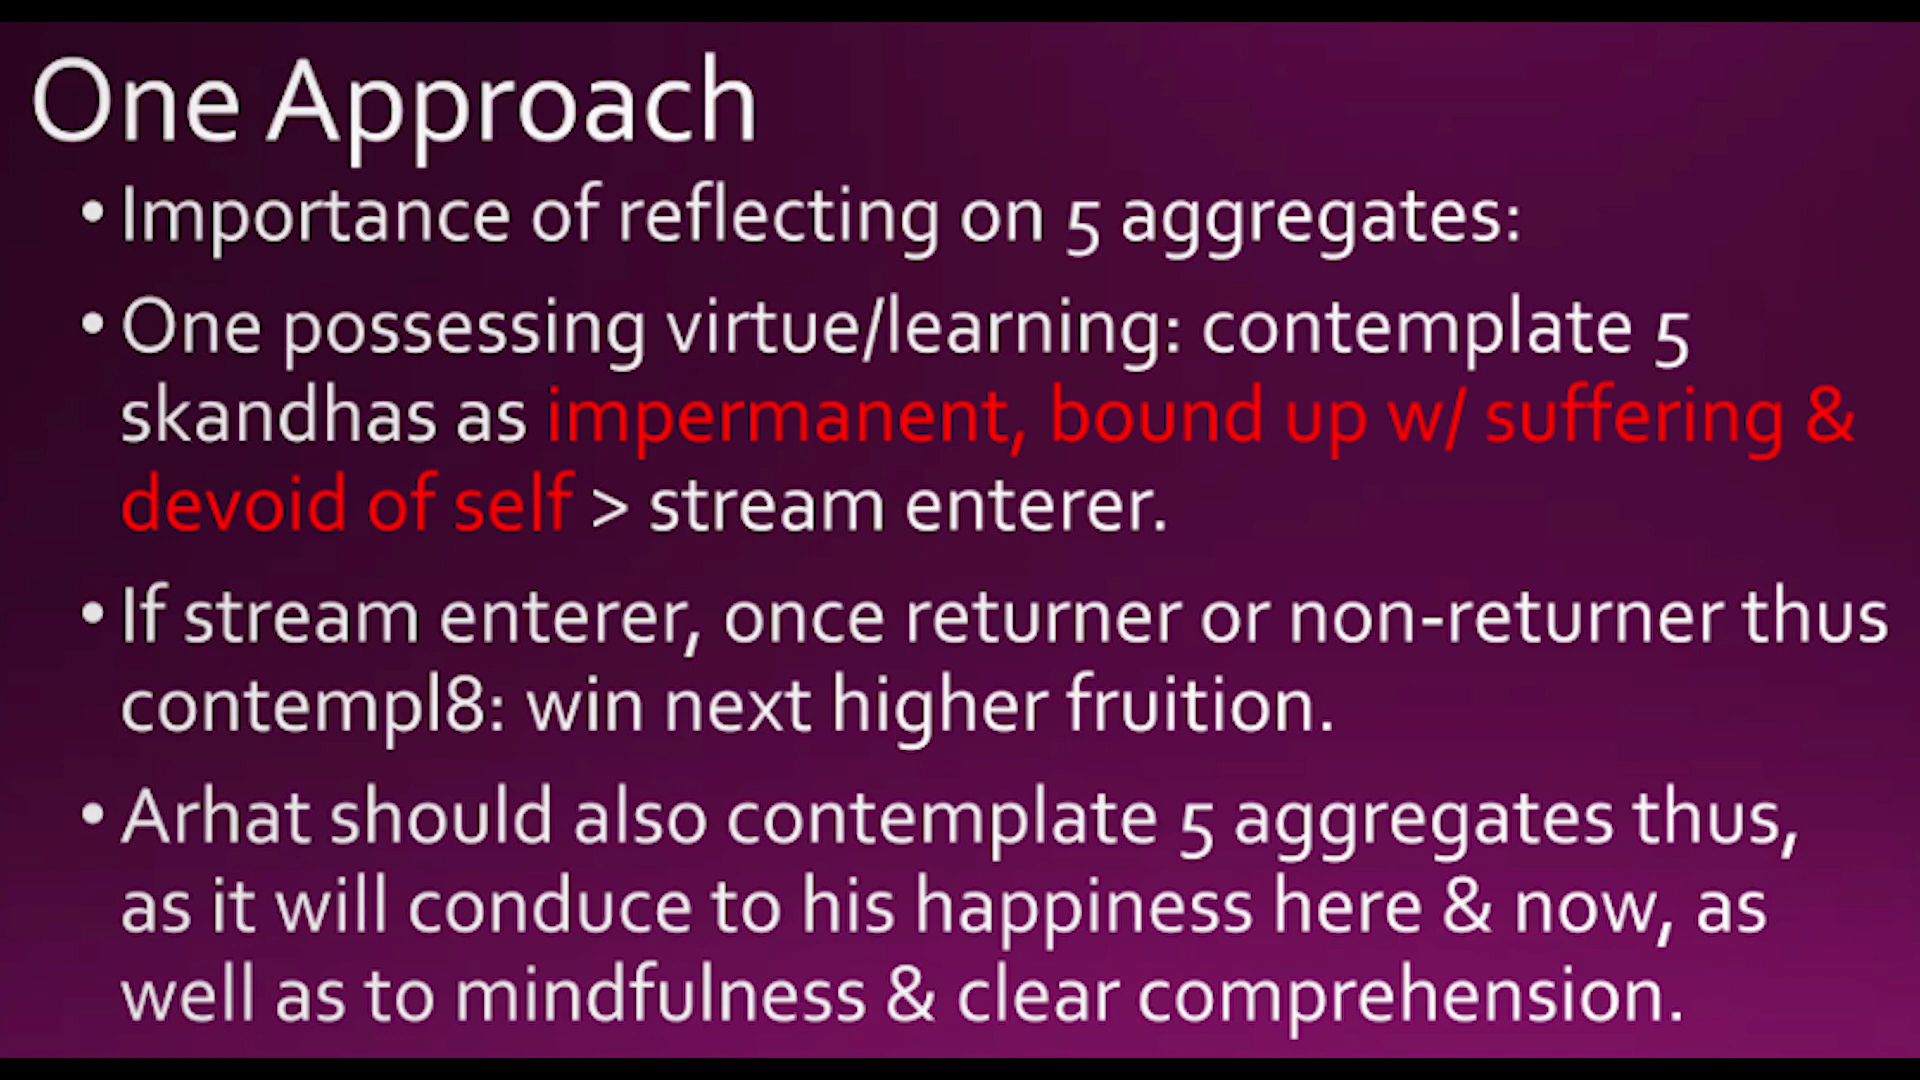 One Approach
• Importance of reflecting on 5 aggregates:
• One possessing virtue/learning: contemplate 5
skandhas as impermanent, bound up w/ suffering &
devoid of self > stream enterer.
• If stream enterer, once returner or non-returner thus
contempl8: win next higher fruition.
• Arhat should also contemplate 5 aggregates thus,
as it will conduce to his happiness here & now, as
well as to mindfulness & clear comprehension.